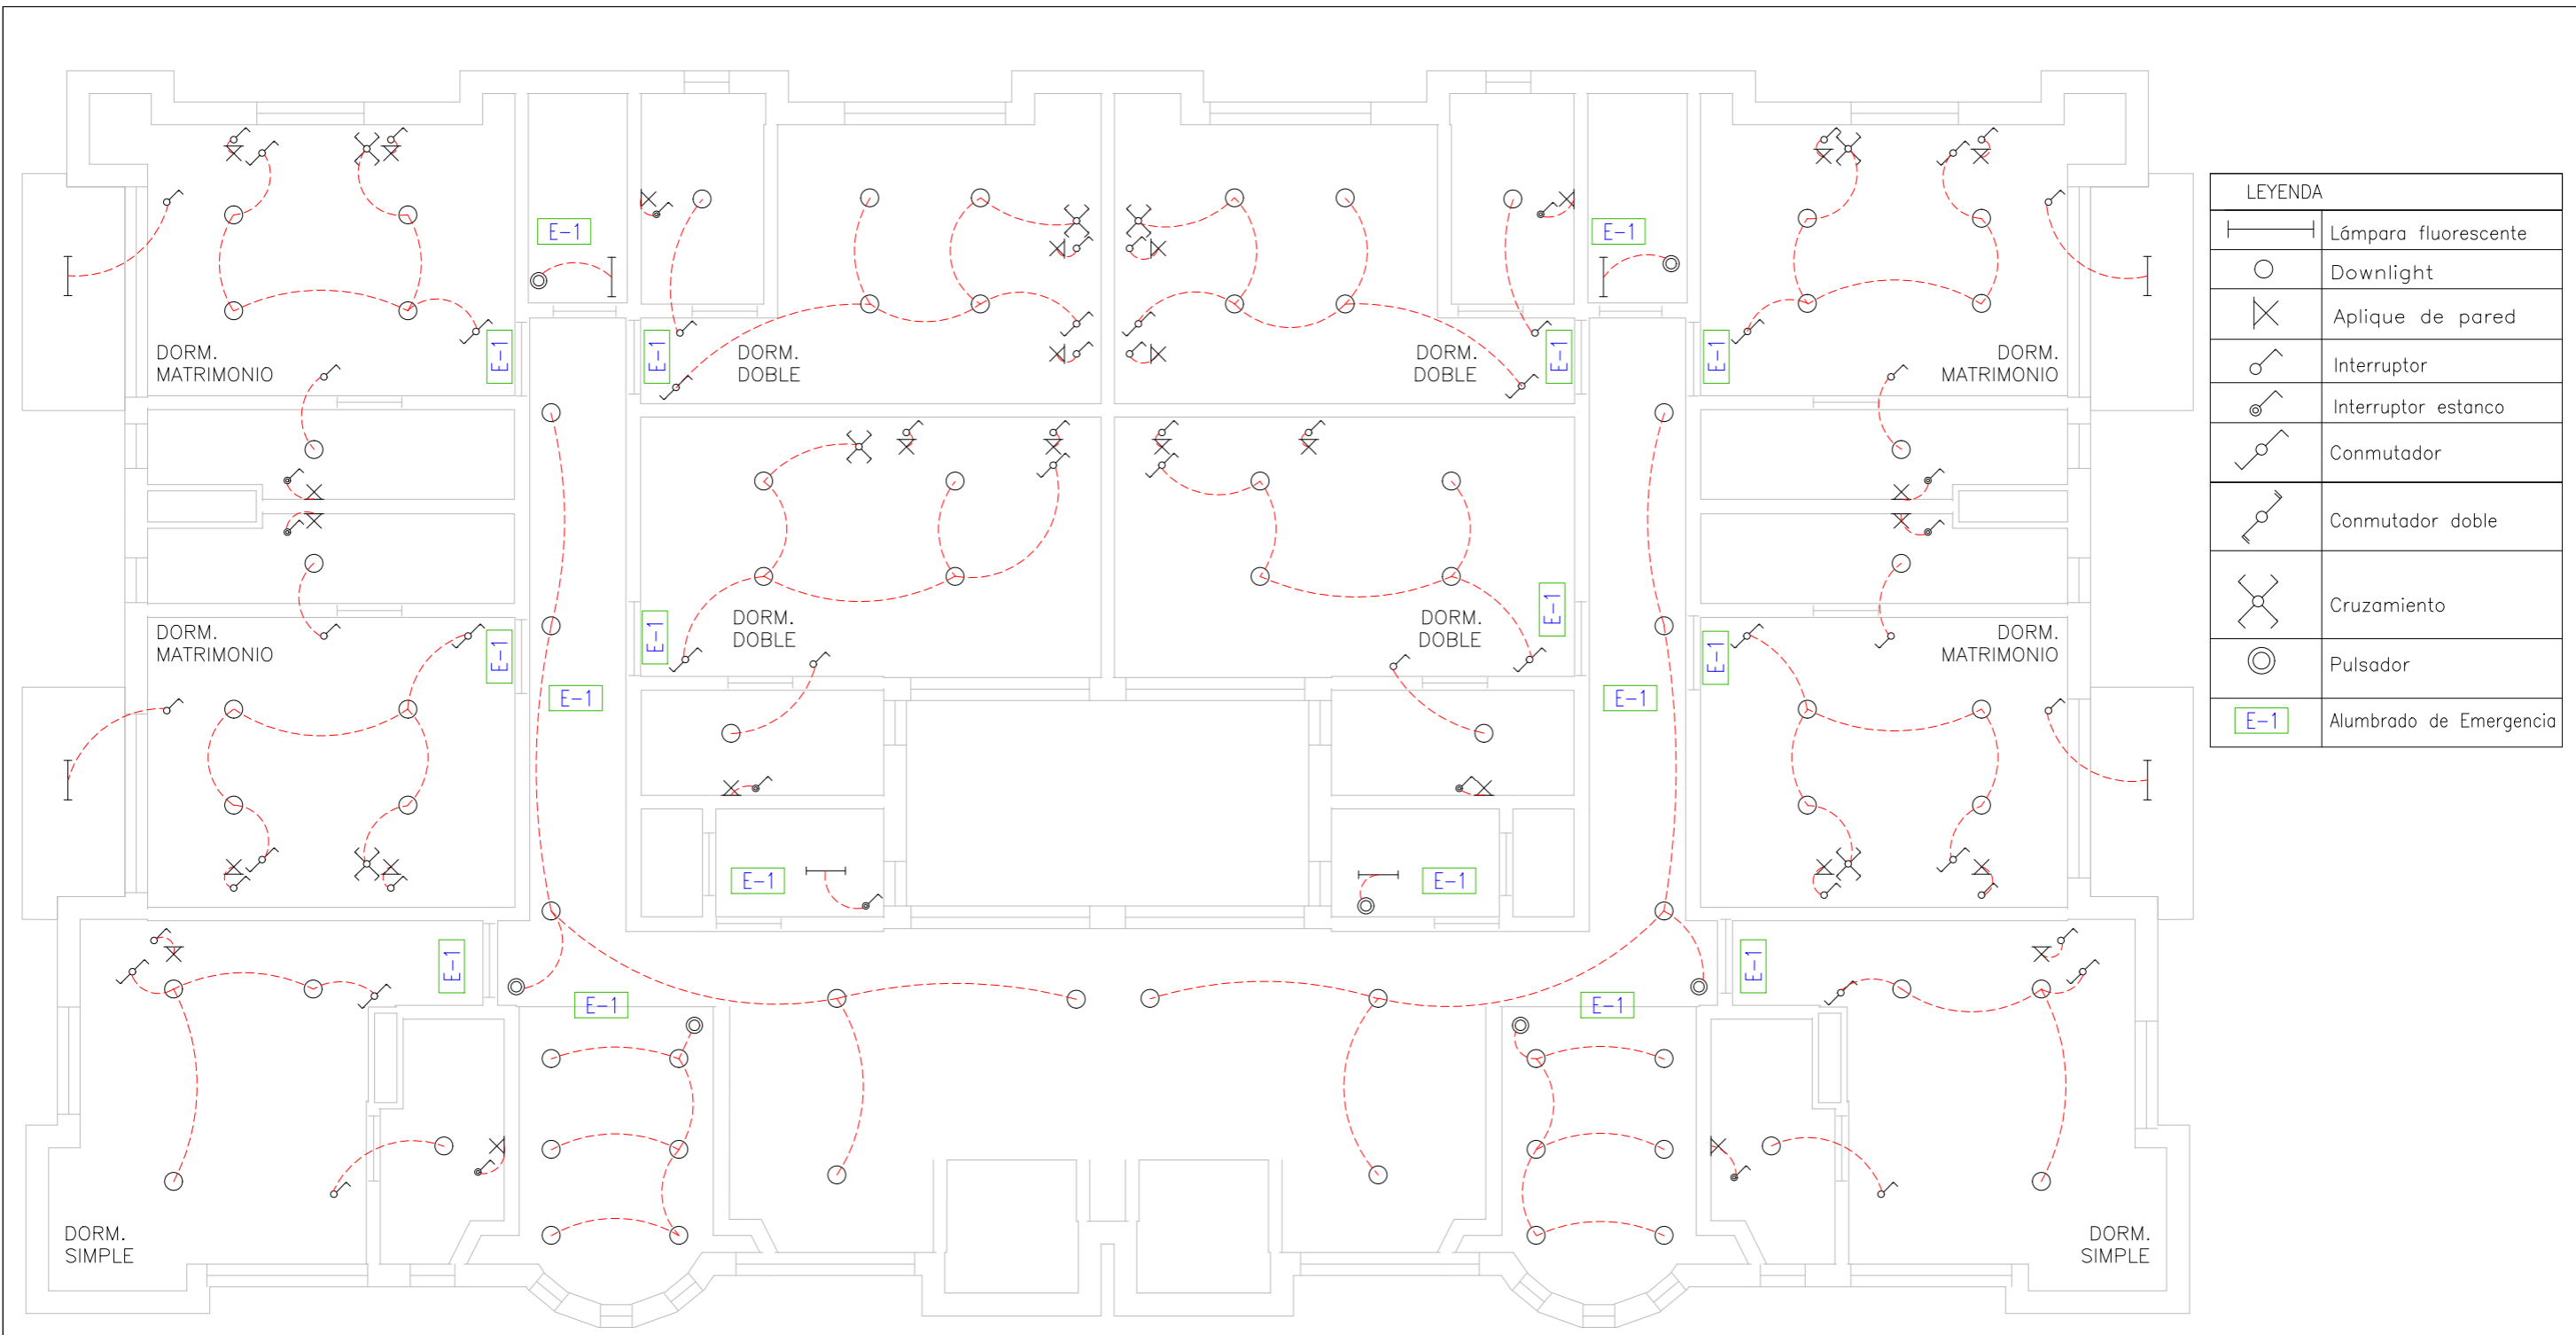 LEYENDA
Lámpara fluorescente
Downlight
Aplique de pared
Interruptor
Interruptor estanco
Conmutador
Conmutador doble
Cruzamiento
Pulsador
E-1 Alumbrado de Emergencia
E-1
E-1
E-1
E-1
E-1
E-1
DORM.
MATRIMONIO
DORM.
DOBLE
DORM.
DOBLE
DORM.
MATRIMONIO
DORM.
MATRIMONIO
E-1
E-1
DORM.
DOBLE
DORM.
DOBLE
E-1
E-1
DORM.
MATRIMONIO
E-1
E-1
E-1
E-1
E-1
E-1
E-1
E-1
DORM.
SIMPLE
DORM.
SIMPLE